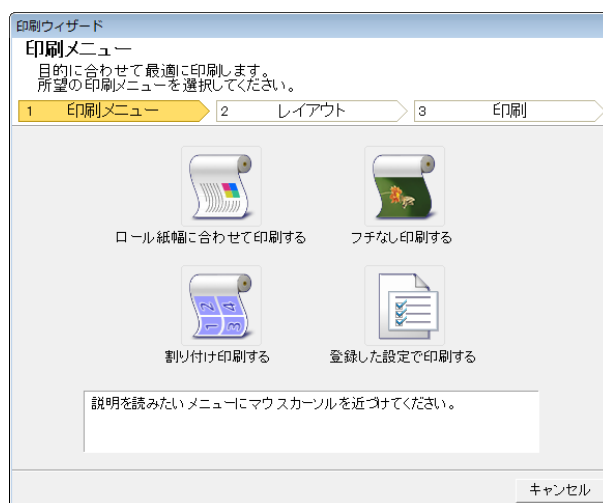 印刷ウィザード
印刷メニュー
目的に合わせて最適に印刷します。
所望の印刷メニューを選択してください。
1 印刷メニュー 2 レイアウト 3 印刷
ロール紙幅に合わせて印刷する フチなし印刷する
1 2 3 4
割り付け印刷する 登録した設定で印刷する
説明を読みたいメニューにマウスカーソルを近づけてください。
キャンセル